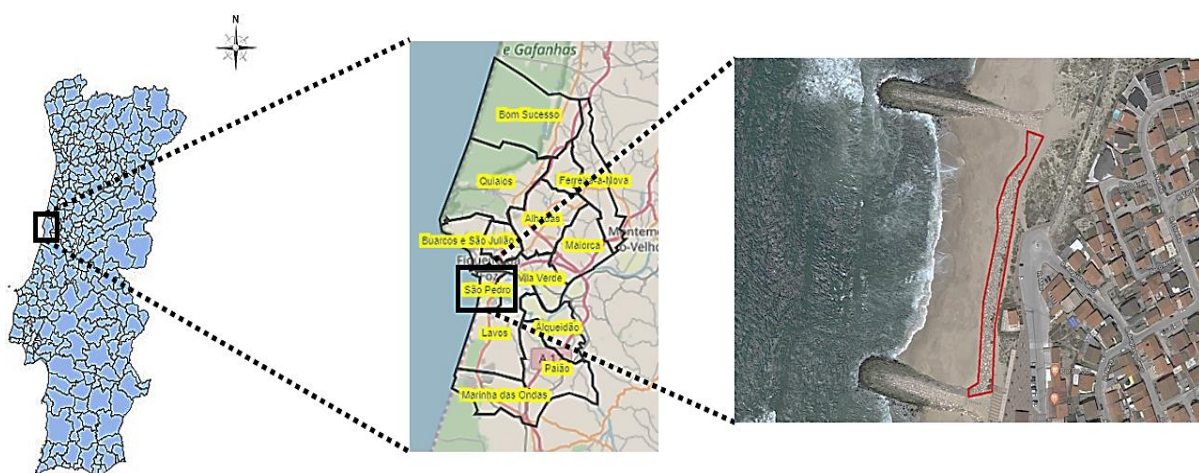 N
e Gafanhas
Bom Sucesso
Quiaios
Ferreira-a-Nova
Alhadas
Buarcos e São Julião
Maiorca
Vila Verde
São Pedro
Lavos
Alqueidão
A 1
Paião
Marinha das Ondas